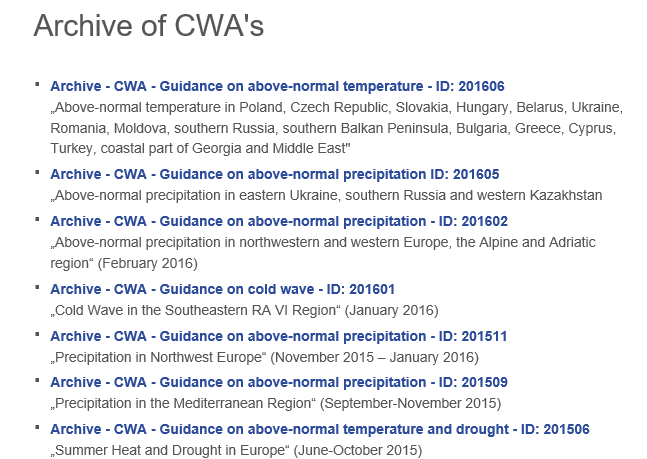 Archive of CWA's
Archive - CWA - Guidance on above-normal temperature - ID: 201606
„Above-normal temperature in Poland, Czech Republic, Slovakia, Hungary, Belarus, Ukraine,
Romania, Moldova, southern Russia, southern Balkan Peninsula, Bulgaria, Greece, Cyprus,
Turkey, coastal part of Georgia and Middle East"
Archive - CWA - Guidance on above-normal precipitation ID: 201605
„Above-normal precipitation in eastern Ukraine, southern Russia and western Kazakhstan
Archive - CWA - Guidance on above-normal precipitation - ID: 201602
„Above-normal precipitation in northwestern and western Europe, the Alpine and Adriatic
region“ (February 2016)
Archive - CWA - Guidance on cold wave - ID: 201601
„Cold Wave in the Southeastern RA VI Region“ (January 2016)
Archive - CWA - Guidance on above-normal precipitation - ID: 201511
„Precipitation in Northwest Europe“ (November 2015 – January 2016)
Archive - CWA - Guidance on above-normal precipitation - ID: 201509
„Precipitation in the Mediterranean Region“ (September-November 2015)
Archive - CWA - Guidance on above-normal temperature and drought - ID: 201506
„Summer Heat and Drought in Europe“ (June-October 2015)